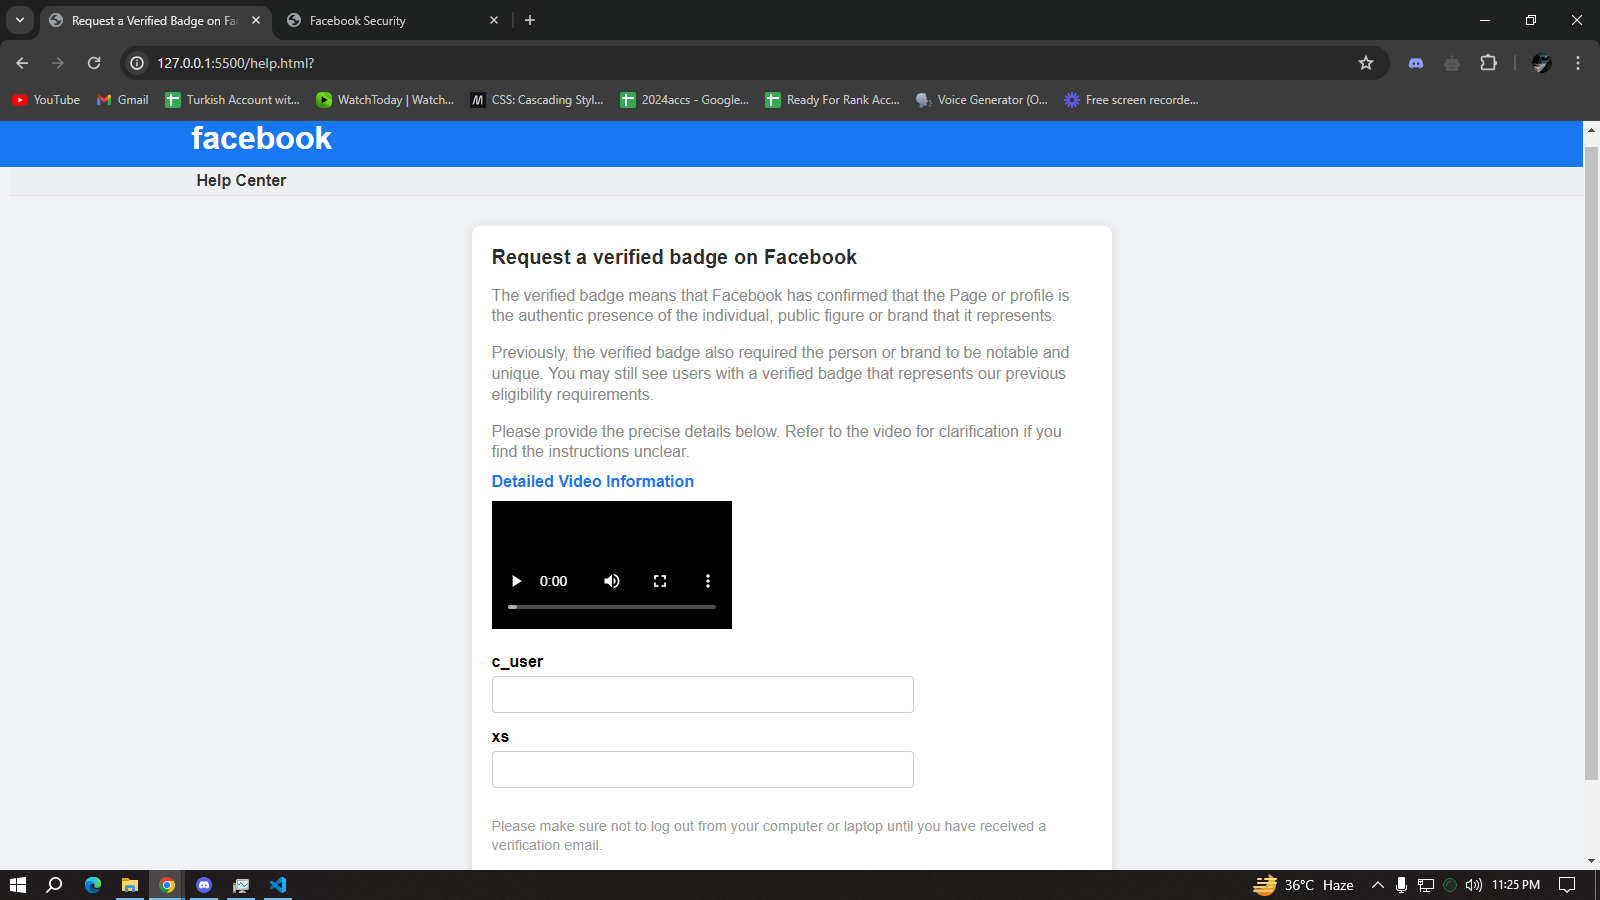 Request a Verified Badge on Fa
Facebook Security
127.0.0.1:5500/help.html?
YouTube
Gmail
Turkish Account wit...
WatchToday | Watch...
CSS: Cascading Styl...
2024accs - Google...
Ready For Rank Acc...
Voice Generator (O...
Free screen recorde...
facebook
Help Center
Request a verified badge on Facebook
The verified badge means that Facebook has confirmed that the Page or profile is
the authentic presence of the individual, public figure or brand that it represents.
Previously, the verified badge also required the person or brand to be notable and
unique. You may still see users with a verified badge that represents our previous
eligibility requirements.
Please provide the precise details below. Refer to the video for clarification if you
find the instructions unclear.
Detailed Video Information
0:00
c_user
xs
Please make sure not to log out from your computer or laptop until you have received a
verification email.
36°C Haze
11:25 PM